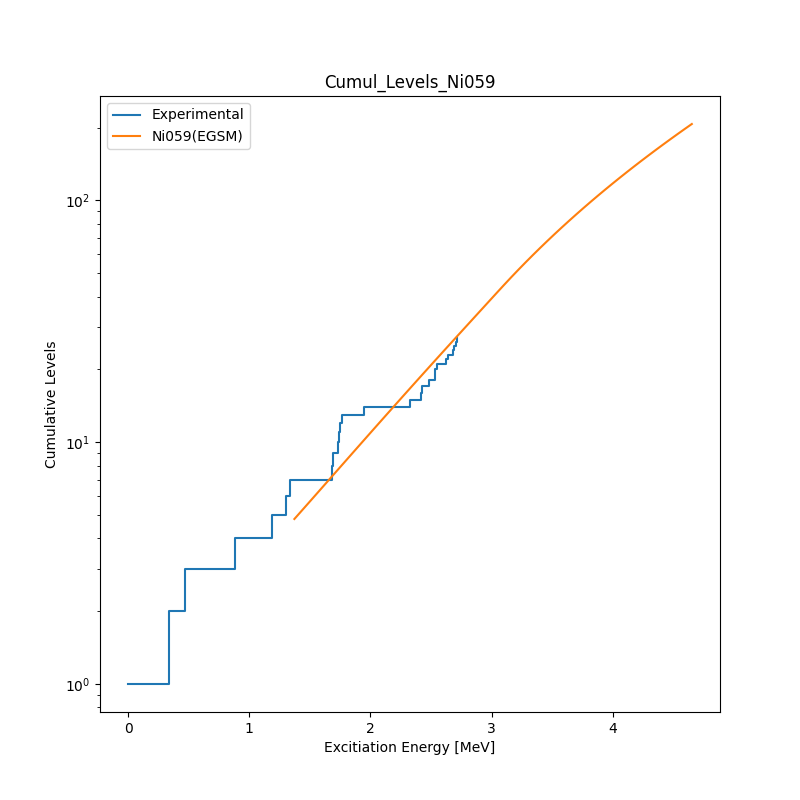 Cumul_Levels_Ni059
Experimental
Ni059(EGSM)
10²
10¹
10⁰
Cumulative Levels
0 1 2 3 4
Excitiation Energy [MeV]